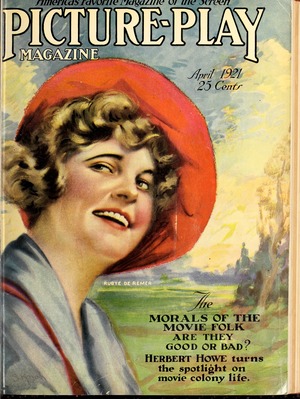 America's Favorite Magazine of the Screen
PICTURE-PLAY
MAGAZINE
April 1921
25 Cents
RUBYE DE REMER
The
MORALS OF THE
MOVIE FOLK
ARE THEY
GOOD OR BAD?
HERBERT HOWE turns
the spotlight on
movie colony life.